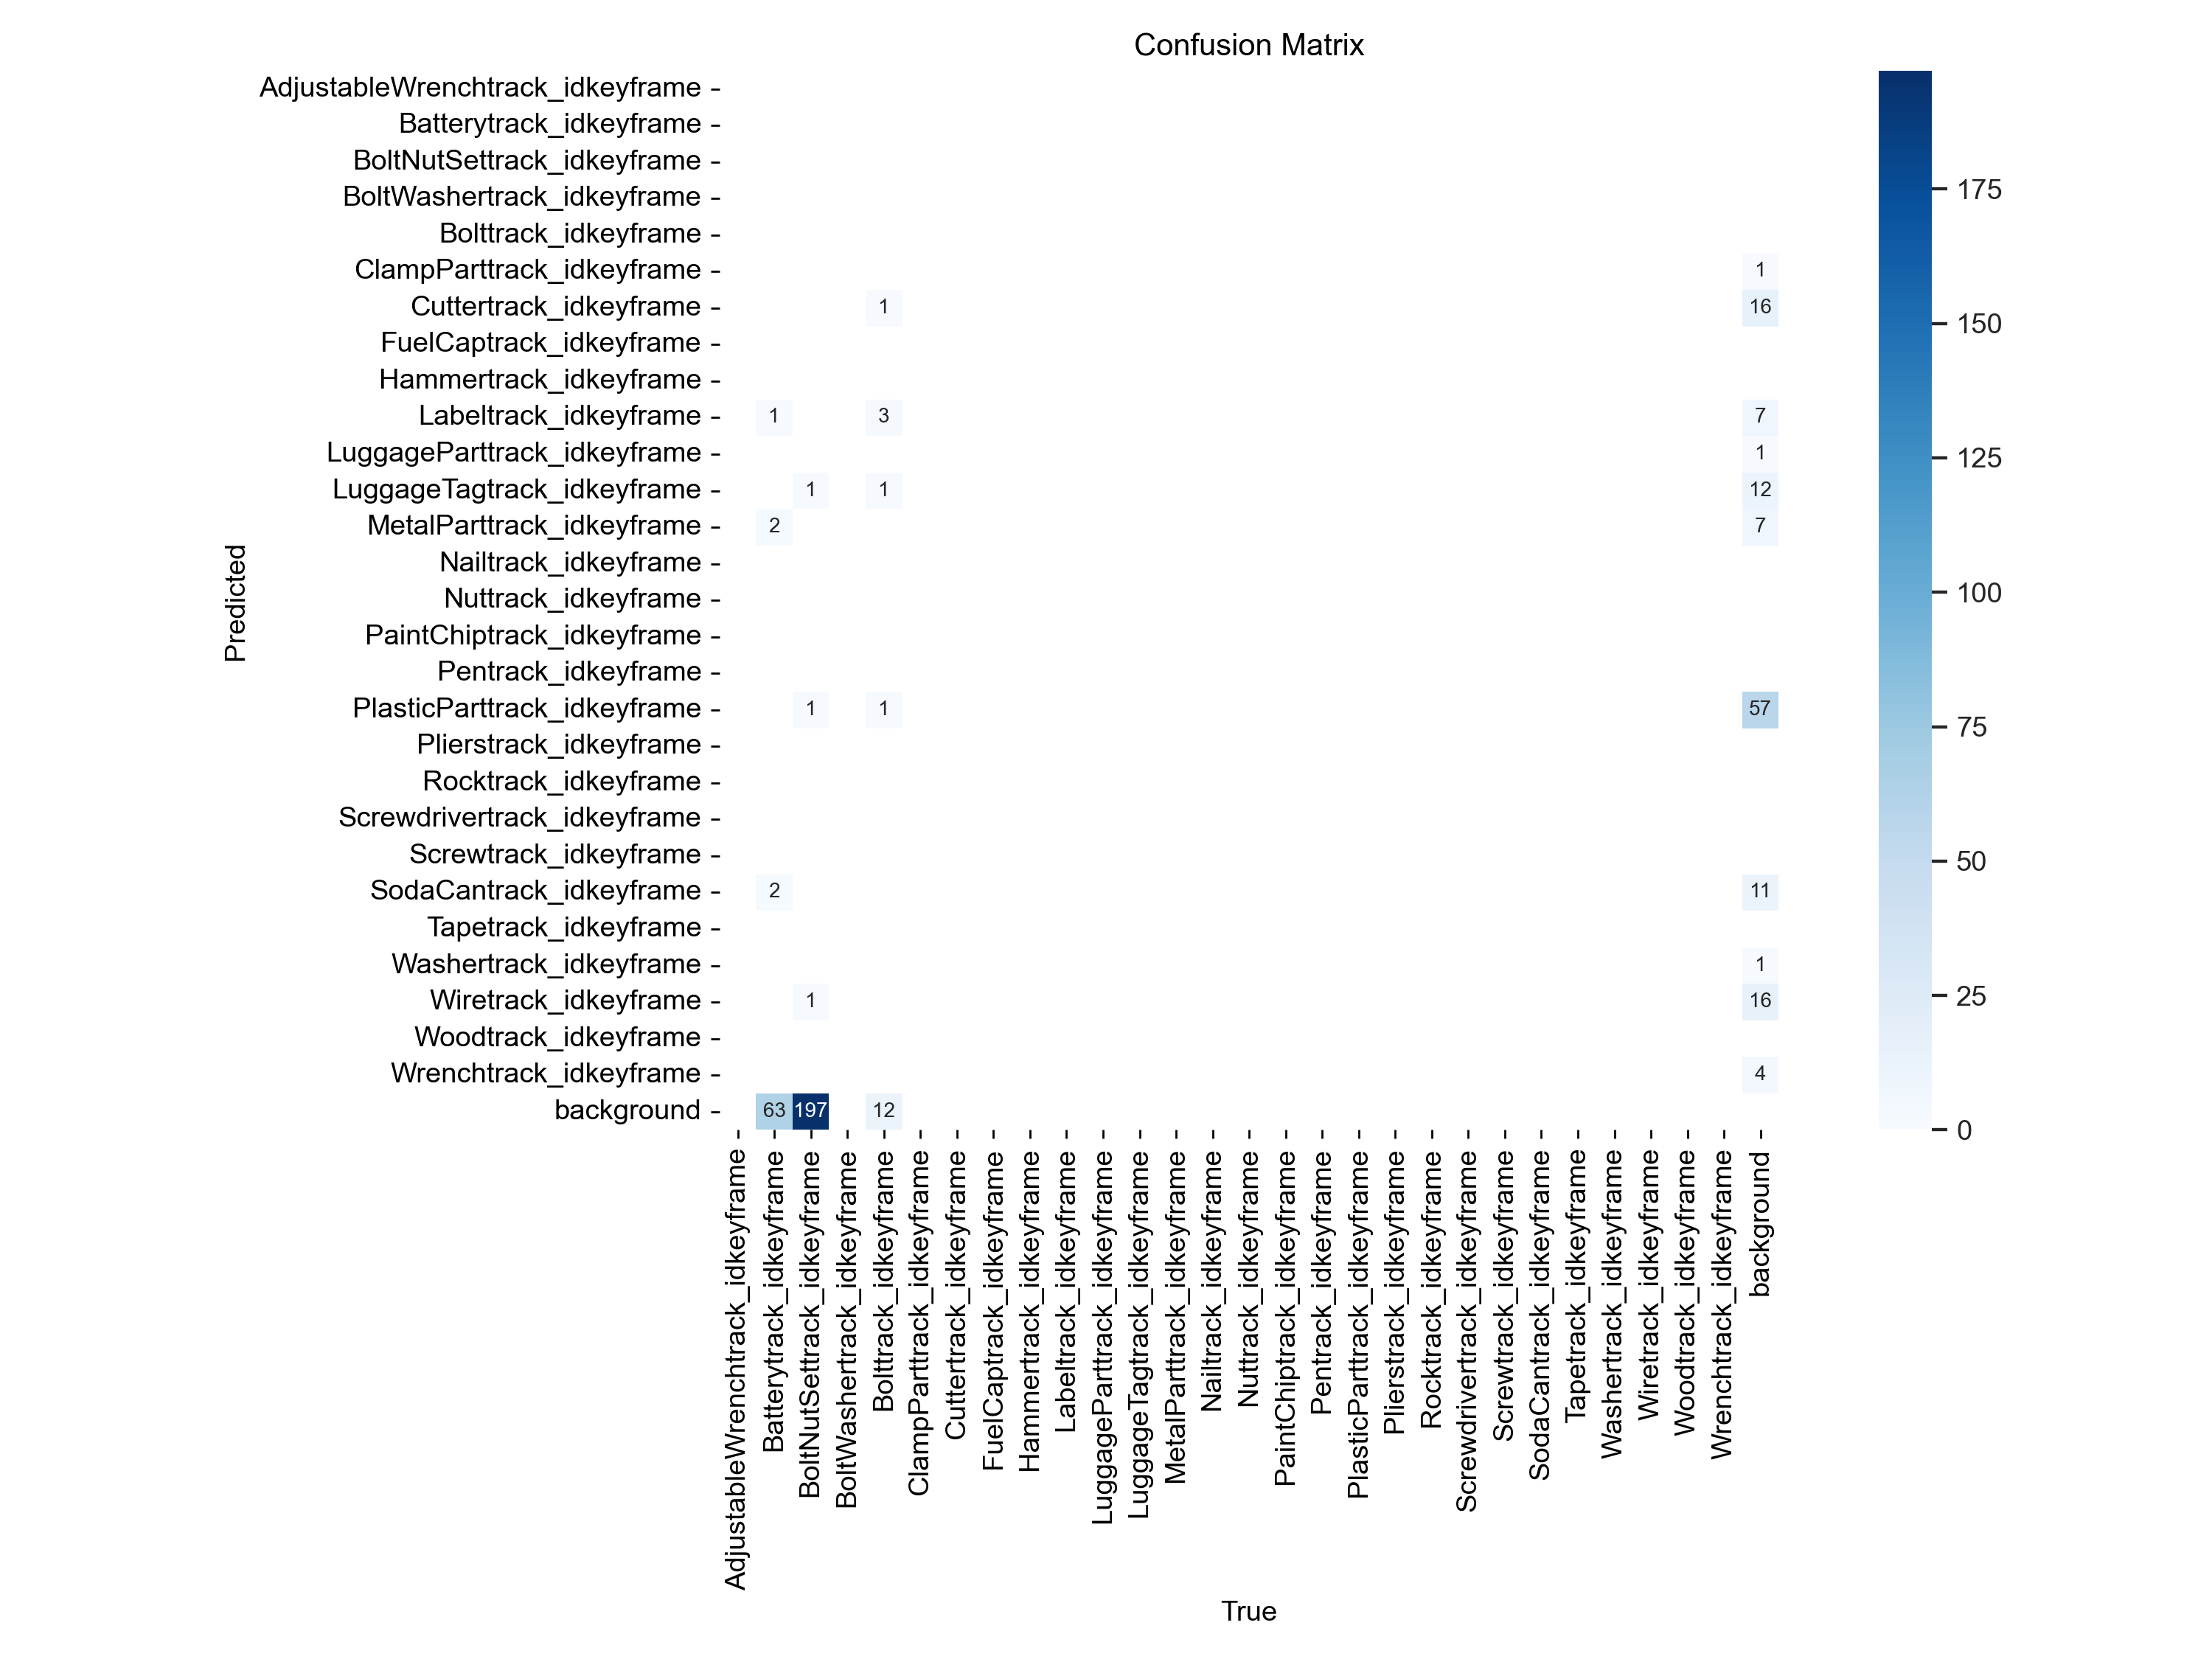 Confusion Matrix
AdjustableWrenchtrack_idkeyframe
Batterytrack_idkeyframe
BoltNutSettrack_idkeyframe
BoltWashertrack_idkeyframe
Bolttrack_idkeyframe
ClampParttrack_idkeyframe 1
Cuttertrack_idkeyframe 1 16
FuelCaptrack_idkeyframe
Hammertrack_idkeyframe
Labeltrack_idkeyframe 1 3 7
LuggageParttrack_idkeyframe 1
LuggageTagtrack_idkeyframe 1 1 12
MetalParttrack_idkeyframe 2 7
Nailtrack_idkeyframe
Nuttrack_idkeyframe
PaintChiptrack_idkeyframe
Pentrack_idkeyframe
PlasticParttrack_idkeyframe 1 1 57
Plierstrack_idkeyframe
Rocktrack_idkeyframe
Screwdrivertrack_idkeyframe
Screwtrack_idkeyframe
SodaCantrack_idkeyframe 2 11
Tapetrack_idkeyframe
Washertrack_idkeyframe 1
Wiretrack_idkeyframe 1 16
Woodtrack_idkeyframe
Wrenchtrack_idkeyframe 4
background 63 197 12
Predicted
AdjustableWrenchtrack_idkeyframe
Batterytrack_idkeyframe
BoltNutSettrack_idkeyframe
BoltWashertrack_idkeyframe
Bolttrack_idkeyframe
ClampParttrack_idkeyframe
Cuttertrack_idkeyframe
FuelCaptrack_idkeyframe
Hammertrack_idkeyframe
Labeltrack_idkeyframe
LuggageParttrack_idkeyframe
LuggageTagtrack_idkeyframe
MetalParttrack_idkeyframe
Nailtrack_idkeyframe
Nuttrack_idkeyframe
PaintChiptrack_idkeyframe
Pentrack_idkeyframe
PlasticParttrack_idkeyframe
Plierstrack_idkeyframe
Rocktrack_idkeyframe
Screwdrivertrack_idkeyframe
Screwtrack_idkeyframe
SodaCantrack_idkeyframe
Tapetrack_idkeyframe
Washertrack_idkeyframe
Wiretrack_idkeyframe
Woodtrack_idkeyframe
Wrenchtrack_idkeyframe
background
True
175
150
125
100
75
50
25
0